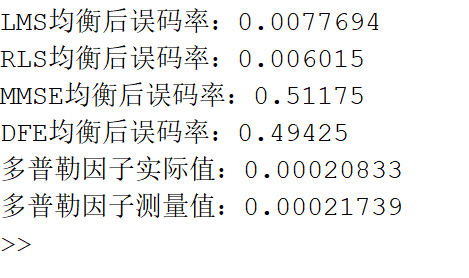 LMS均衡后误码率：0.0077694
RLS均衡后误码率：0.006015
MMSE均衡后误码率：0.51175
DFE均衡后误码率：0.49425
多普勒因子实际值：0.00020833
多普勒因子测量值：0.00021739
>>